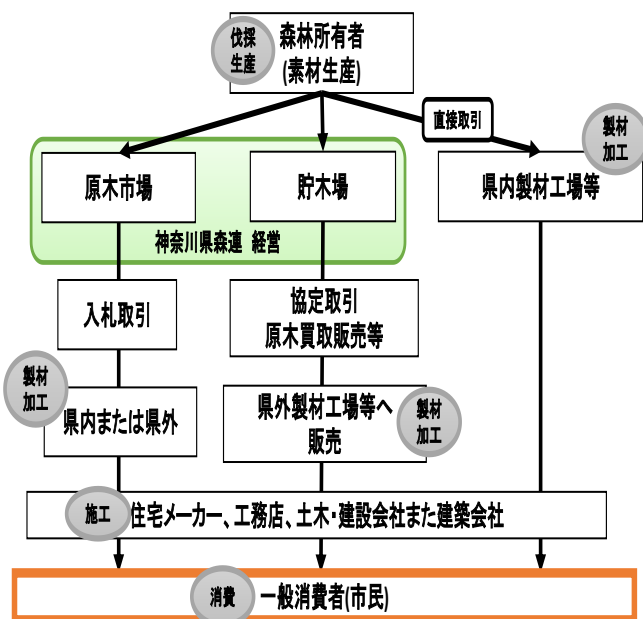 伐採
生産
森林所有者
(素材生産)
直接取引
製材
加工
原木市場
貯木場
県内製材工場等
神奈川県森連 経営
入札取引
協定取引
原木買取販売等
製材
加工
県内または県外
県外製材工場等へ
販売
製材
加工
施工
住宅メーカー、工務店、土木・建設会社また建築会社
消費
一般消費者(市民)